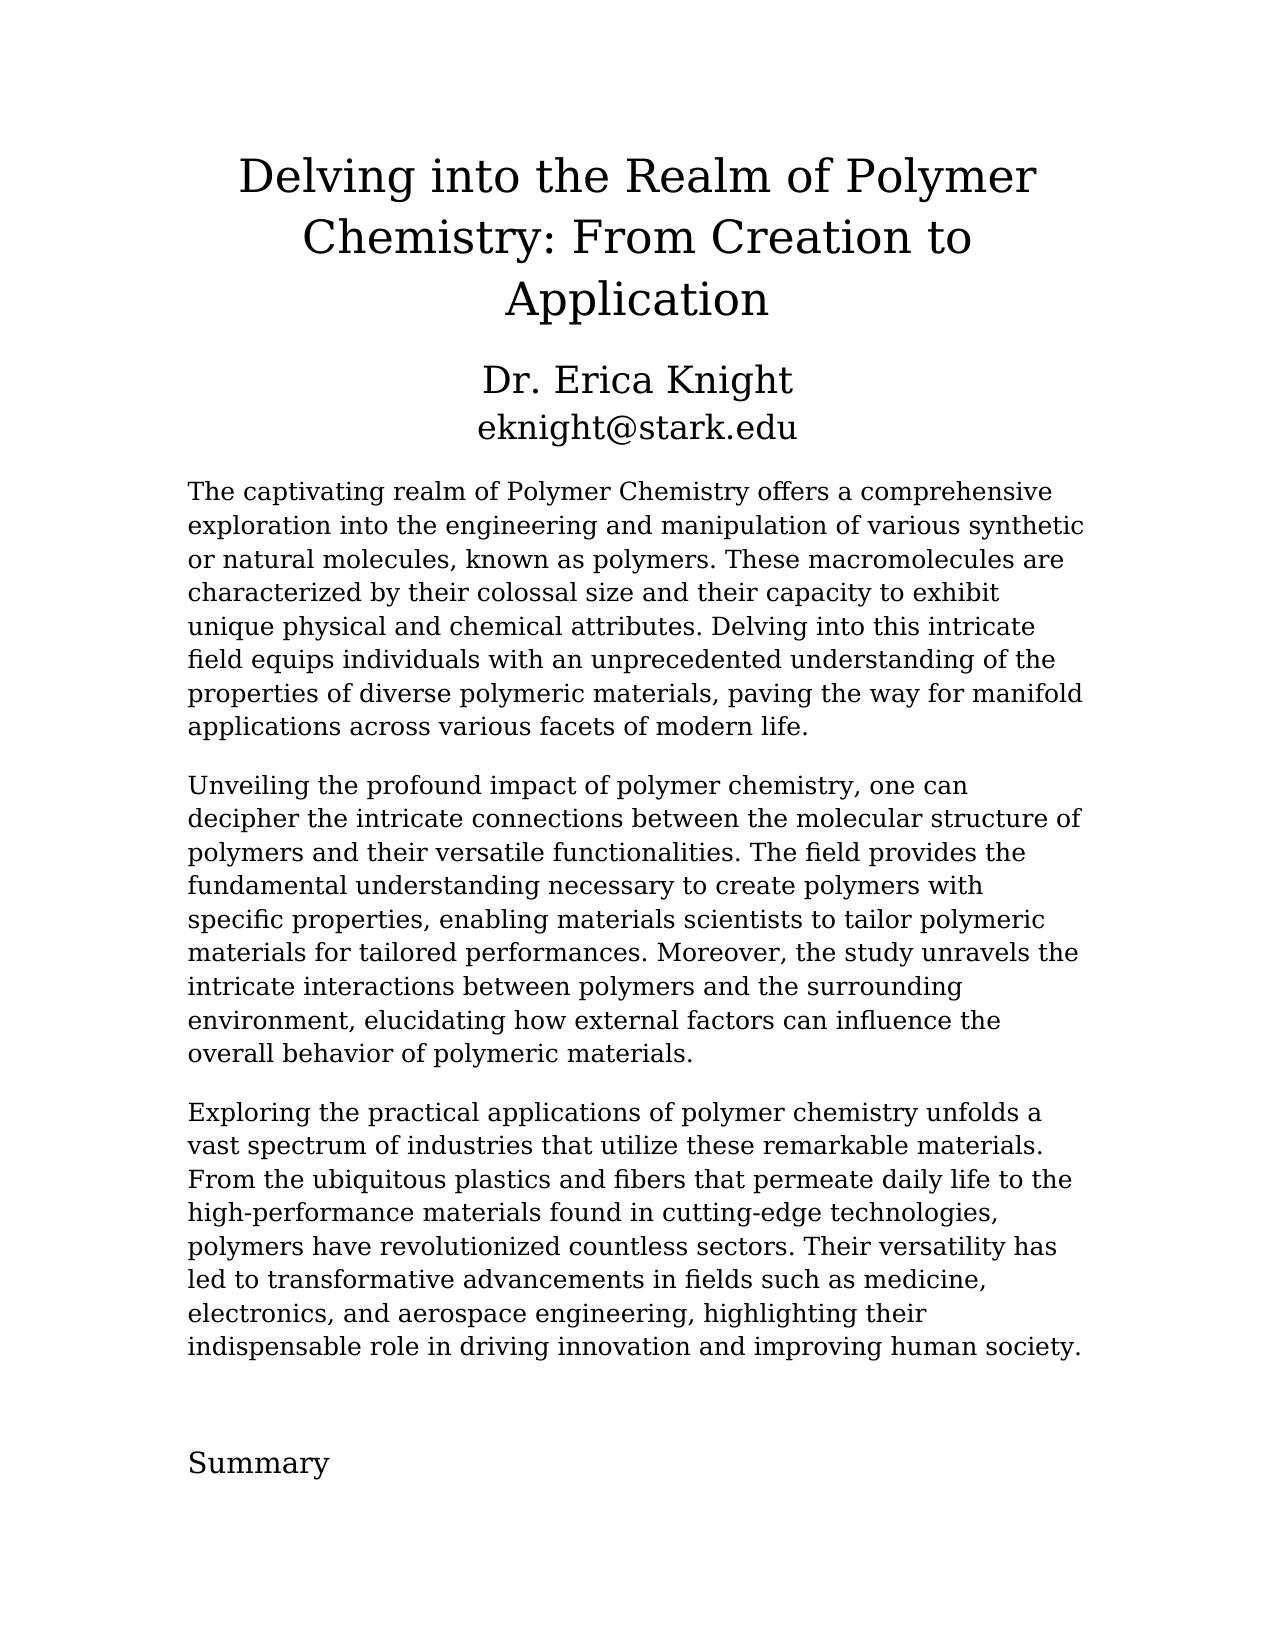 Delving into the Realm of Polymer
Chemistry: From Creation to
Application
Dr. Erica Knight
eknight@stark.edu
The captivating realm of Polymer Chemistry offers a comprehensive
exploration into the engineering and manipulation of various synthetic
or natural molecules, known as polymers. These macromolecules are
characterized by their colossal size and their capacity to exhibit
unique physical and chemical attributes. Delving into this intricate
field equips individuals with an unprecedented understanding of the
properties of diverse polymeric materials, paving the way for manifold
applications across various facets of modern life.
Unveiling the profound impact of polymer chemistry, one can
decipher the intricate connections between the molecular structure of
polymers and their versatile functionalities. The field provides the
fundamental understanding necessary to create polymers with
specific properties, enabling materials scientists to tailor polymeric
materials for tailored performances. Moreover, the study unravels the
intricate interactions between polymers and the surrounding
environment, elucidating how external factors can influence the
overall behavior of polymeric materials.
Exploring the practical applications of polymer chemistry unfolds a
vast spectrum of industries that utilize these remarkable materials.
From the ubiquitous plastics and fibers that permeate daily life to the
high-performance materials found in cutting-edge technologies,
polymers have revolutionized countless sectors. Their versatility has
led to transformative advancements in fields such as medicine,
electronics, and aerospace engineering, highlighting their
indispensable role in driving innovation and improving human society.
Summary